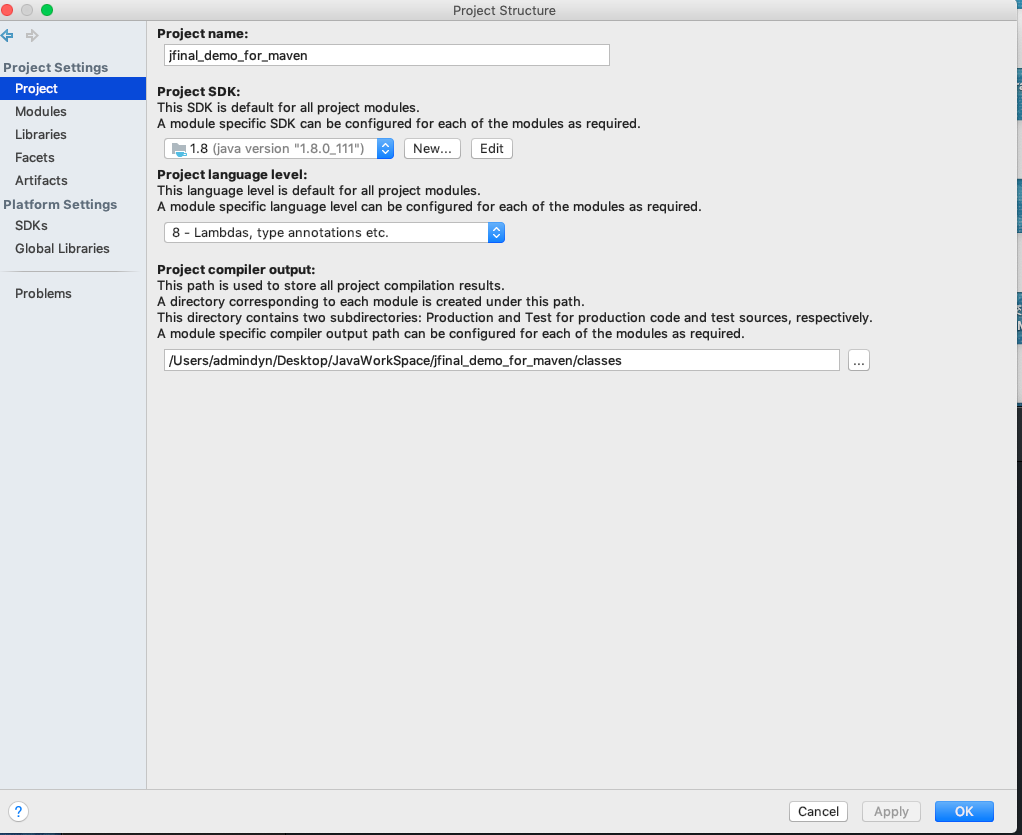 Project Structure
Project Settings
Project
Modules
Libraries
Facets
Artifacts
Platform Settings
SDKs
Global Libraries
Problems
Project name:
jfinal_demo_for_maven
Project SDK:
This SDK is default for all project modules.
A module specific SDK can be configured for each of the modules as required.
1.8 (java version "1.8.0_111") New... Edit
Project language level:
This language level is default for all project modules.
A module specific language level can be configured for each of the modules as required.
8 - Lambdas, type annotations etc.
Project compiler output:
This path is used to store all project compilation results.
A directory corresponding to each module is created under this path.
This directory contains two subdirectories: Production and Test for production code and test sources, respectively.
A module specific compiler output path can be configured for each of the modules as required.
/Users/admindyn/Desktop/JavaWorkSpace/jfinal_demo_for_maven/classes ...
? Cancel Apply OK